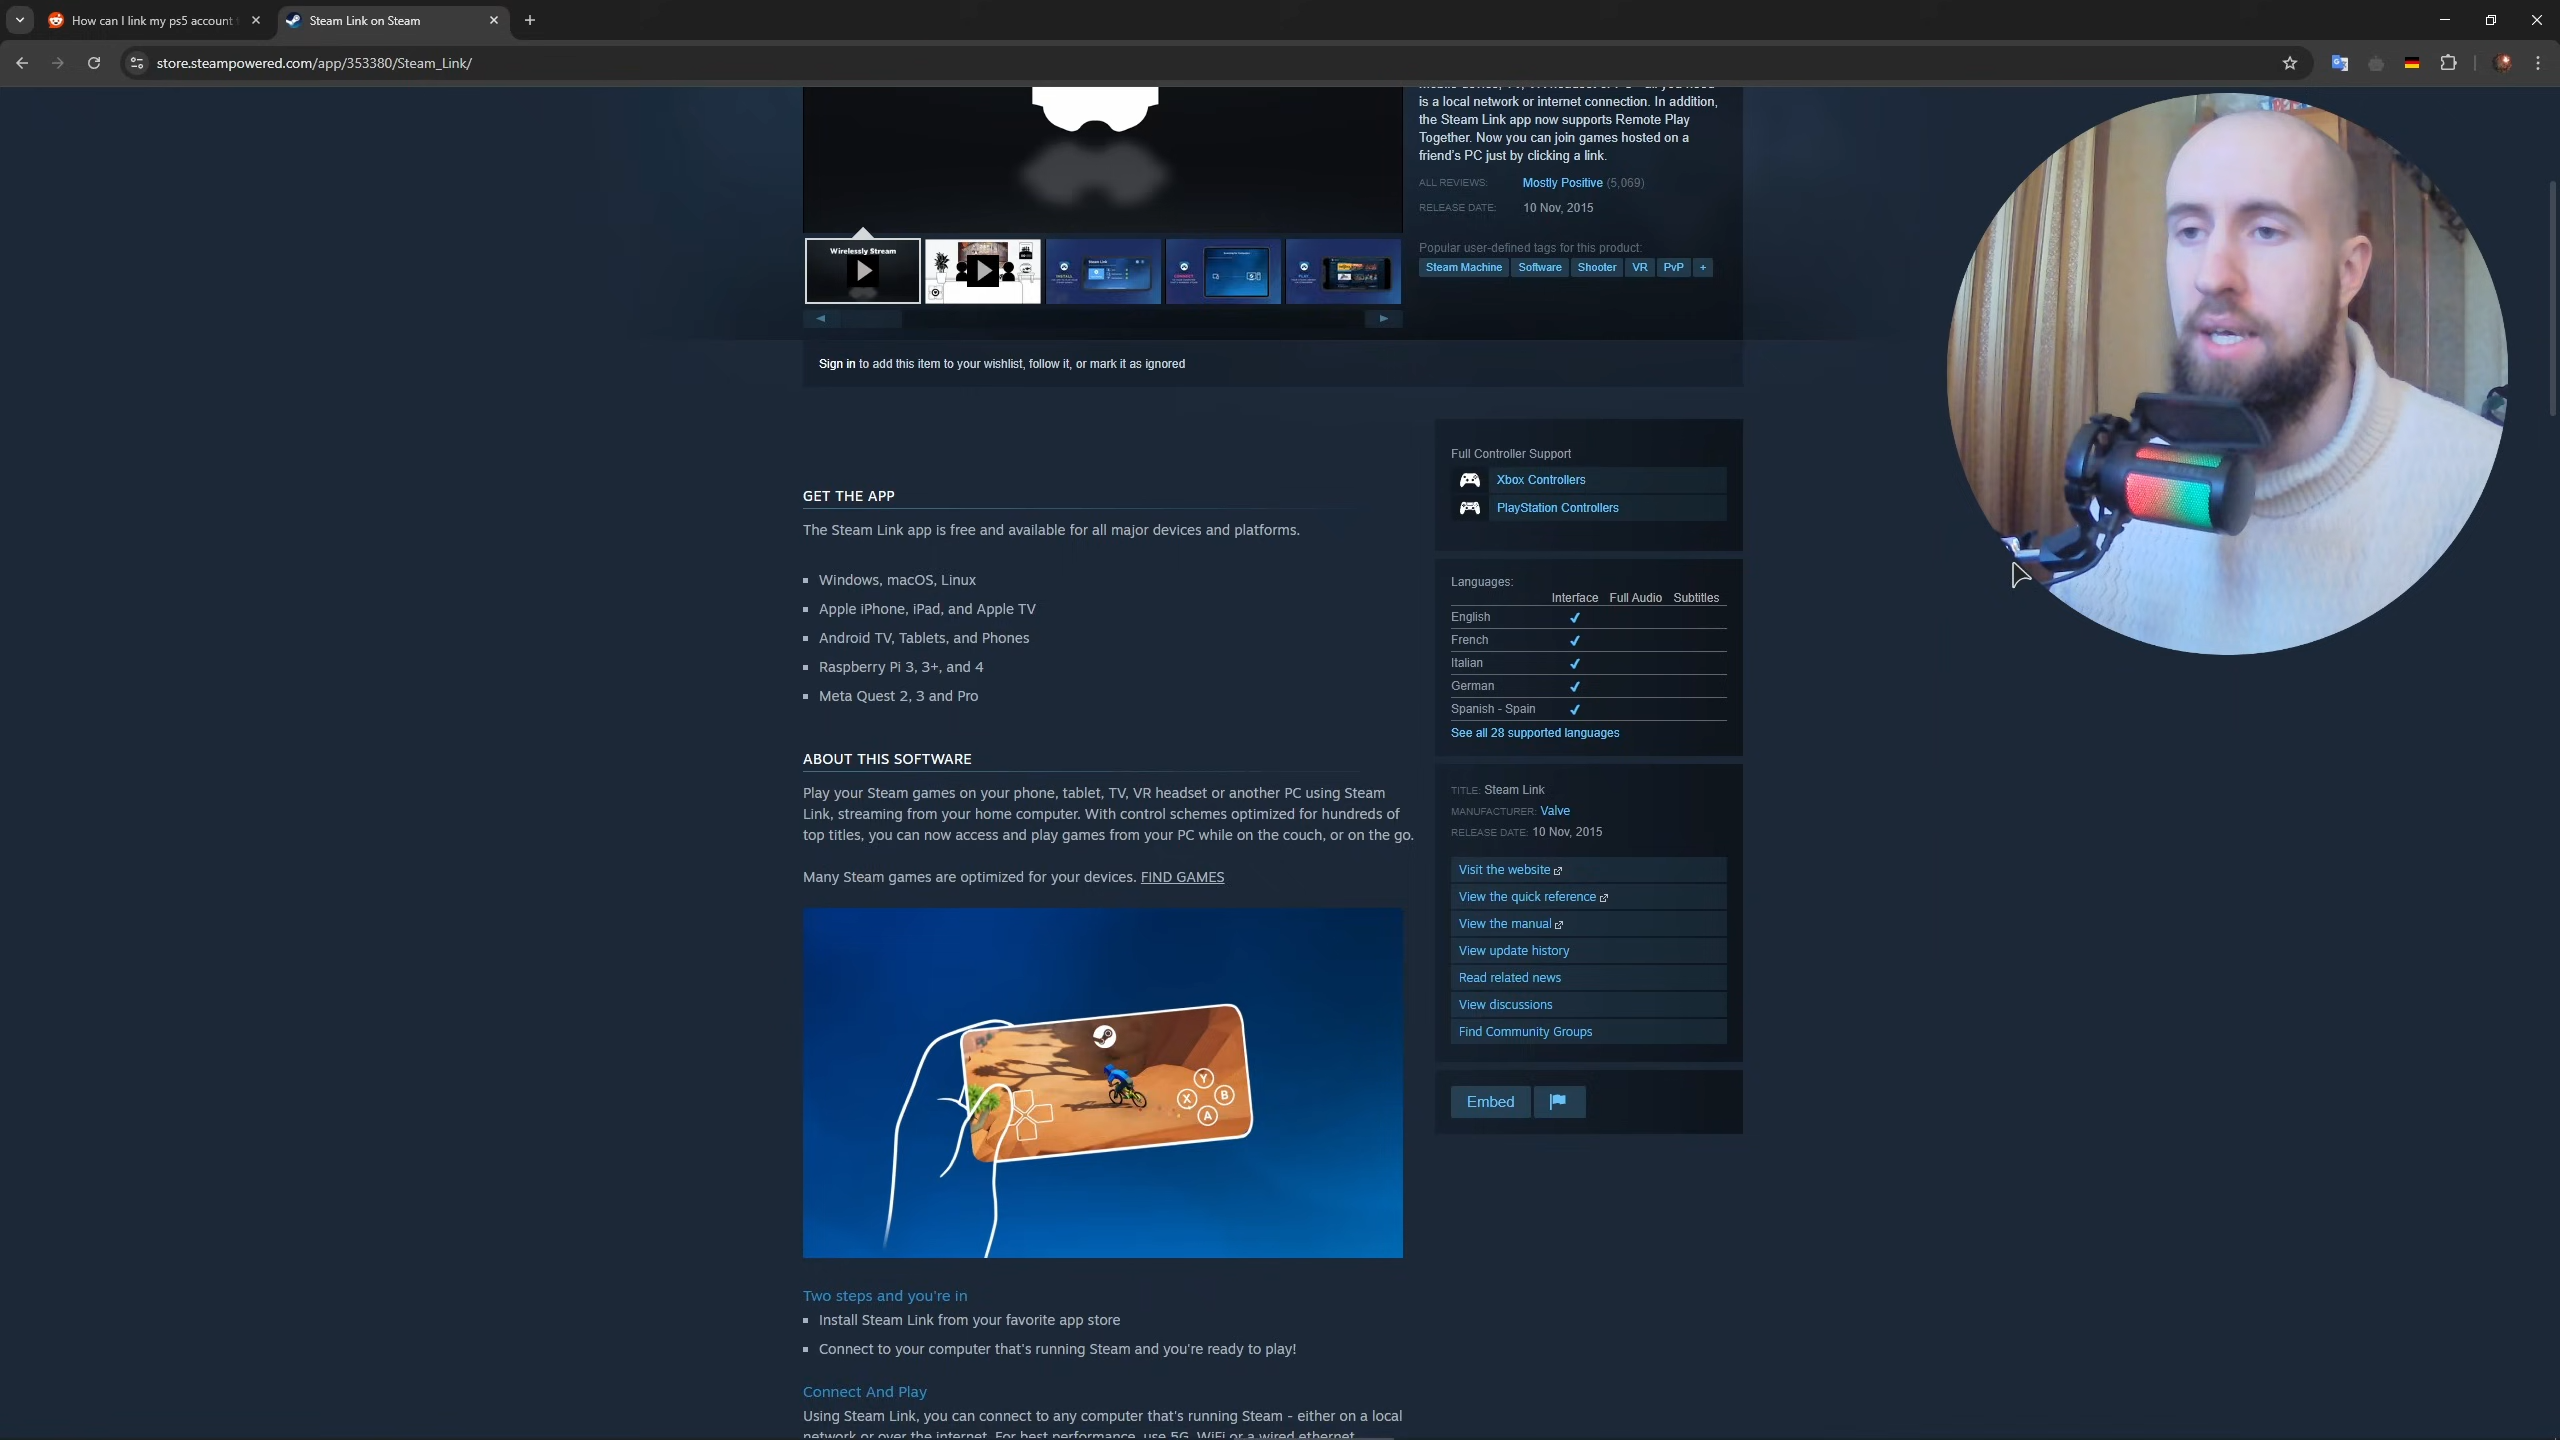 How can I link my ps5 account
Steam Link on Steam
store.steampowered.com/app/353380/Steam_Link/
is a local network or internet connection. In addition,
the Steam Link app now supports Remote Play
Together. Now you can join games hosted on a
friend's PC just by clicking a link.
ALL REVIEWS: Mostly Positive (5,069)
RELEASE DATE: 10 Nov, 2015
Popular user-defined tags for this product:
Steam Machine Software Shooter VR PvP +
Wirelessly Stream
Sign in to add this item to your wishlist, follow it, or mark it as ignored
GET THE APP
The Steam Link app is free and available for all major devices and platforms.
Windows, macOS, Linux
Apple iPhone, iPad, and Apple TV
Android TV, Tablets, and Phones
Raspberry Pi 3, 3+, and 4
Meta Quest 2, 3 and Pro
ABOUT THIS SOFTWARE
Play your Steam games on your phone, tablet, TV, VR headset or another PC using Steam
Link, streaming from your home computer. With control schemes optimized for hundreds of
top titles, you can now access and play games from your PC while on the couch, or on the go.
Many Steam games are optimized for your devices. FIND GAMES
Y
X B
A
Two steps and you're in
Install Steam Link from your favorite app store
Connect to your computer that's running Steam and you're ready to play!
Connect And Play
Using Steam Link, you can connect to any computer that's running Steam - either on a local
network or over the internet. For best performance, use 5G, WiFi or a wired ethernet
Full Controller Support
Xbox Controllers
PlayStation Controllers
Languages:
Interface Full Audio Subtitles
English ✔
French ✔
Italian ✔
German ✔
Spanish - Spain ✔
See all 28 supported languages
TITLE: Steam Link
MANUFACTURER: Valve
RELEASE DATE: 10 Nov, 2015
Visit the website
View the quick reference
View the manual
View update history
Read related news
View discussions
Find Community Groups
Embed